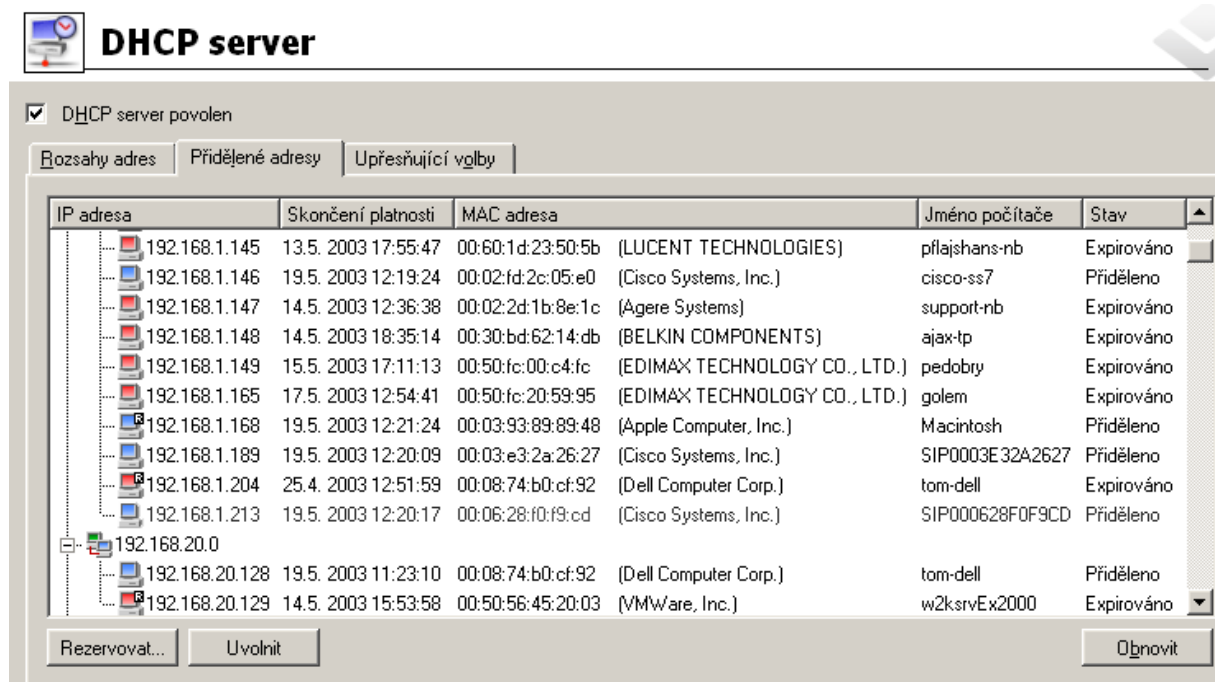 DHCP server
DHCP server povolen
Rozsahy adres Přidělené adresy Upřesňující volby
IP adresa Skončení platnosti MAC adresa Jméno počítače Stav
192.168.1.145 13.5. 2003 17:55:47 00:60:1d:23:50:5b (LUCENT TECHNOLOGIES) pflajshans-nb Expirováno
192.168.1.146 19.5. 2003 12:19:24 00:02:fd:2c:05:e0 (Cisco Systems, Inc.) cisco-ss7 Přiděleno
192.168.1.147 14.5. 2003 12:36:38 00:02:2d:1b:8e:1c (Agere Systems) support-nb Expirováno
192.168.1.148 14.5. 2003 18:35:14 00:30:bd:62:14:db (BELKIN COMPONENTS) ajax-tp Expirováno
192.168.1.149 15.5. 2003 17:11:13 00:50:fc:00:c4:fc (EDIMAX TECHNOLOGY CO., LTD.) pedobry Expirováno
192.168.1.165 17.5. 2003 12:54:41 00:50:fc:20:59:95 (EDIMAX TECHNOLOGY CO., LTD.) golem Expirováno
R 192.168.1.168 19.5. 2003 12:21:24 00:03:93:89:89:48 (Apple Computer, Inc.) Macintosh Přiděleno
192.168.1.189 19.5. 2003 12:20:09 00:03:e3:2a:26:27 (Cisco Systems, Inc.) SIP0003E32A2627 Přiděleno
R 192.168.1.204 25.4. 2003 12:51:59 00:08:74:b0:cf:92 (Dell Computer Corp.) tom-dell Expirováno
192.168.1.213 19.5. 2003 12:20:17 00:06:28:f0:f9:cd (Cisco Systems, Inc.) SIP000628F0F9CD Přiděleno
192.168.20.0
192.168.20.128 19.5. 2003 11:23:10 00:08:74:b0:cf:92 (Dell Computer Corp.) tom-dell Přiděleno
R 192.168.20.129 14.5. 2003 15:53:58 00:50:56:45:20:03 (VMWare, Inc.) w2ksrvEx2000 Expirováno
Rezervovat... Uvolnit Obnovit